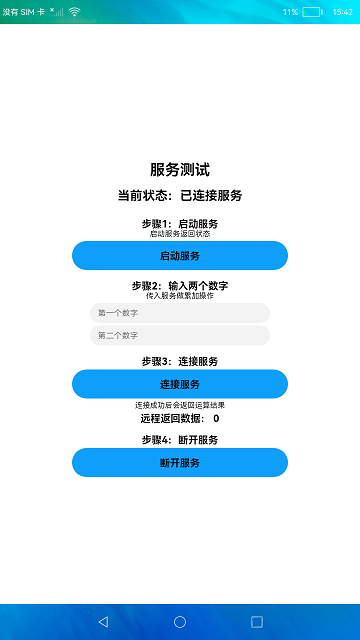 没有 SIM 卡
11%
15:42
服务测试
当前状态：已连接服务
步骤1：启动服务
启动服务返回状态
启动服务
步骤2：输入两个数字
传入服务做累加操作
第一个数字
第二个数字
步骤3：连接服务
连接服务
连接成功后会返回运算结果
远程返回数据： 0
步骤4：断开服务
断开服务